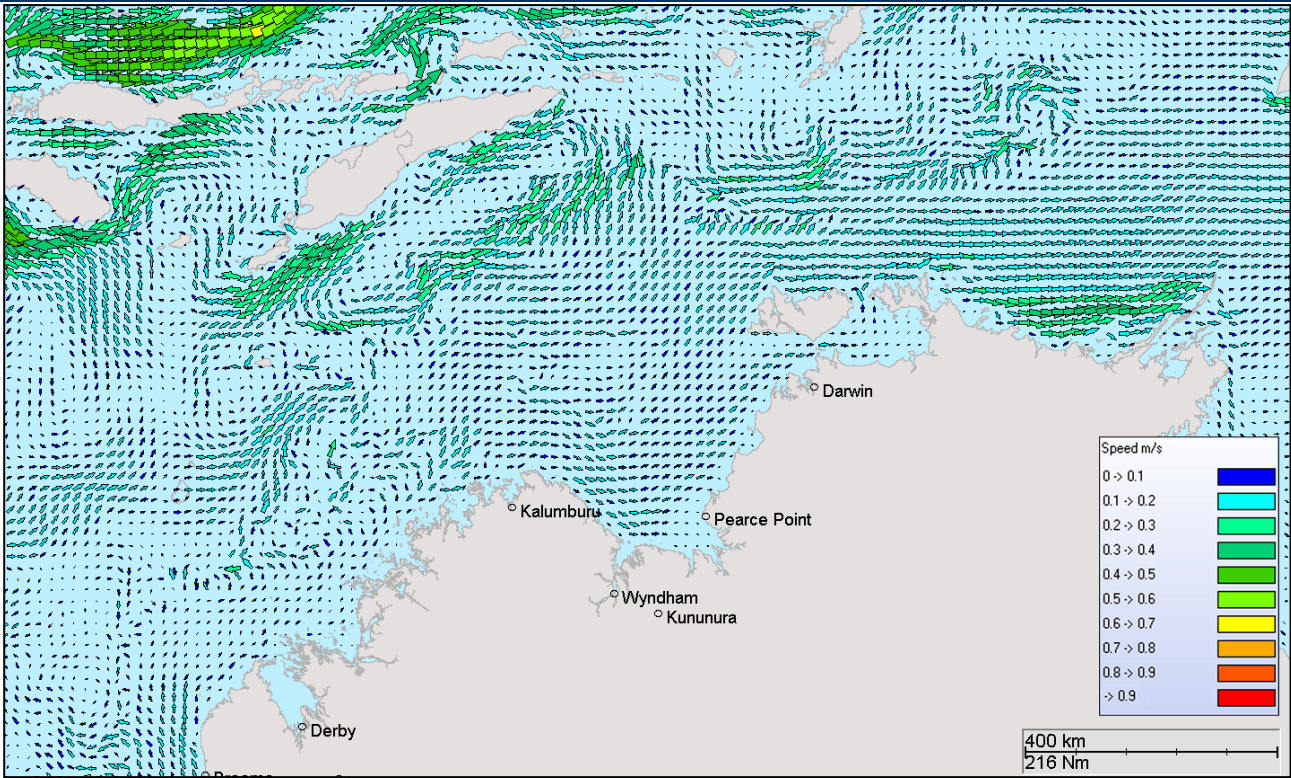 Darwin
Kalumburu
Pearce Point
Wyndham
Kununura
Derby
Speed m/s
0 -> 0.1
0.1 -> 0.2
0.2 -> 0.3
0.3 -> 0.4
0.4 -> 0.5
0.5 -> 0.6
0.6 -> 0.7
0.7 -> 0.8
0.8 -> 0.9
-> 0.9
400 km
216 Nm